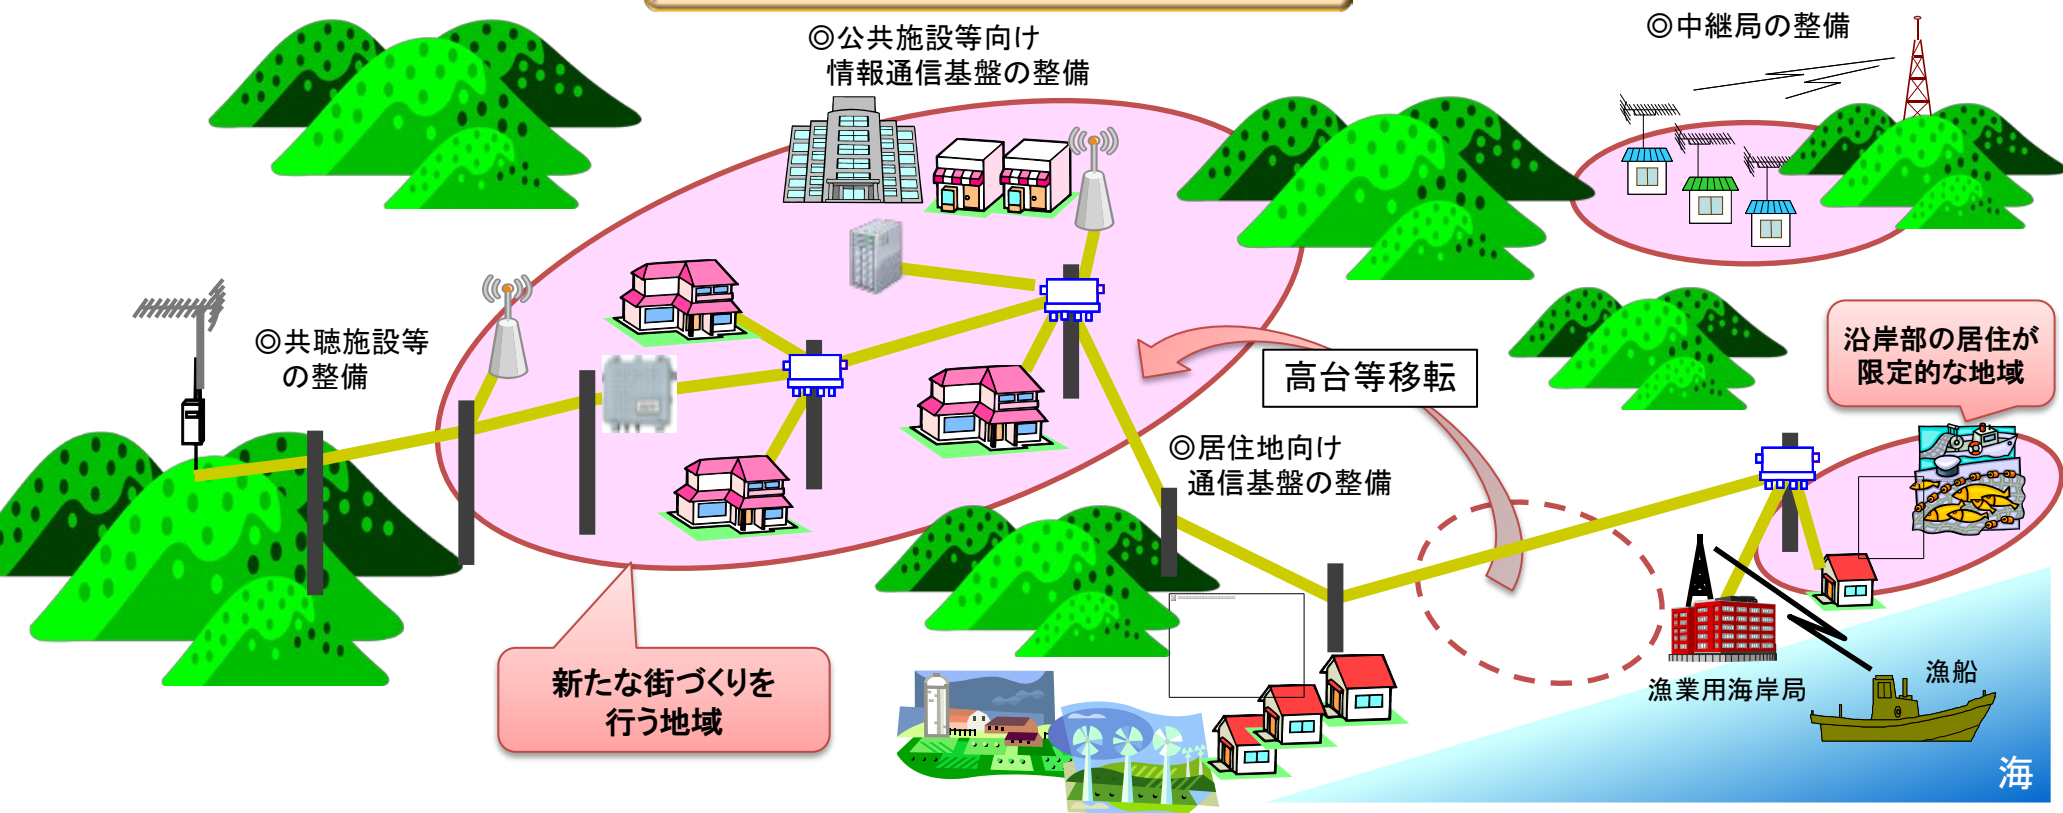 ◎公共施設等向け
情報通信基盤の整備
◎中継局の整備
◎共聴施設等
の整備
高台等移転
沿岸部の居住が
限定的な地域
◎居住地向け
通信基盤の整備
新たな街づくりを
行う地域
漁業用海岸局
漁船
海